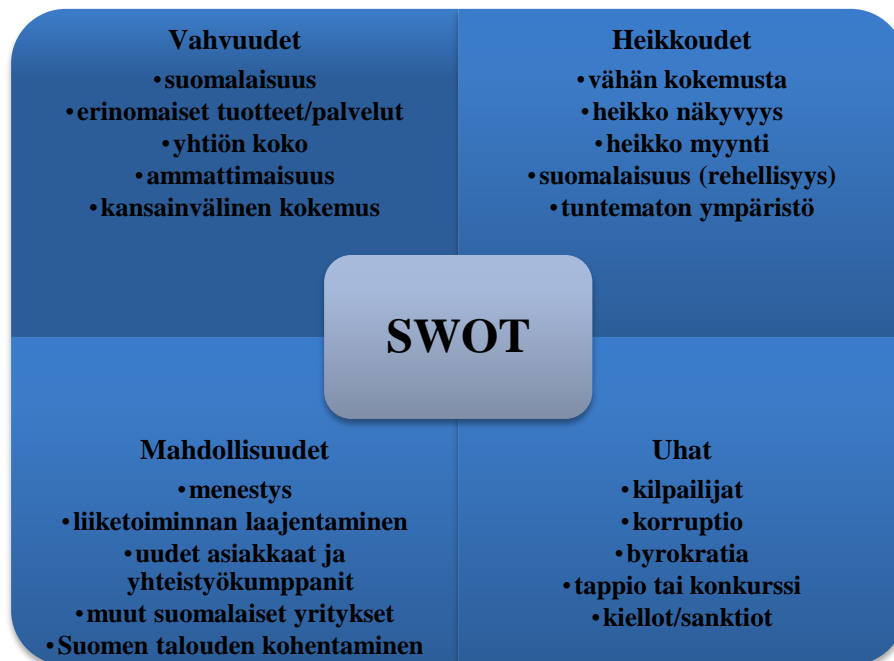 Vahvuudet
•suomalaisuus
•erinomaiset tuotteet/palvelut
•yhtiön koko
•ammattimaisuus
•kansainvälinen kokemus
Heikkoudet
•vähän kokemusta
•heikko näkyvyys
•heikko myynti
•suomalaisuus (rehellisyys)
•tuntematon ympäristö
SWOT
Mahdollisuudet
•menestys
•liiketoiminnan laajentaminen
•uudet asiakkaat ja
yhteistyökumppanit
•muut suomalaiset yritykset
•Suomen talouden kohentaminen
Uhat
•kilpailijat
•korruptio
•byrokratia
•tappio tai konkurssi
•kiellot/sanktiot